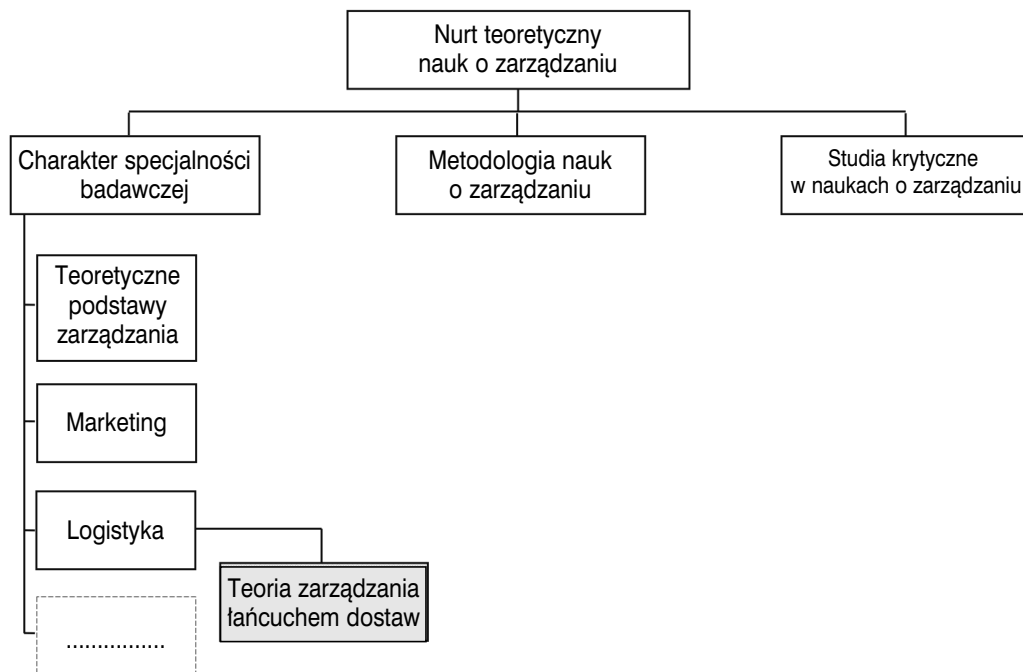 Nurt teoretyczny
nauk o zarządzaniu
Charakter specjalności
badawczej
Metodologia nauk
o zarządzaniu
Studia krytyczne
w naukach o zarządzaniu
Teoretyczne
podstawy
zarządzania
Marketing
Logistyka
Teoria zarządzania
łańcuchem dostaw
................